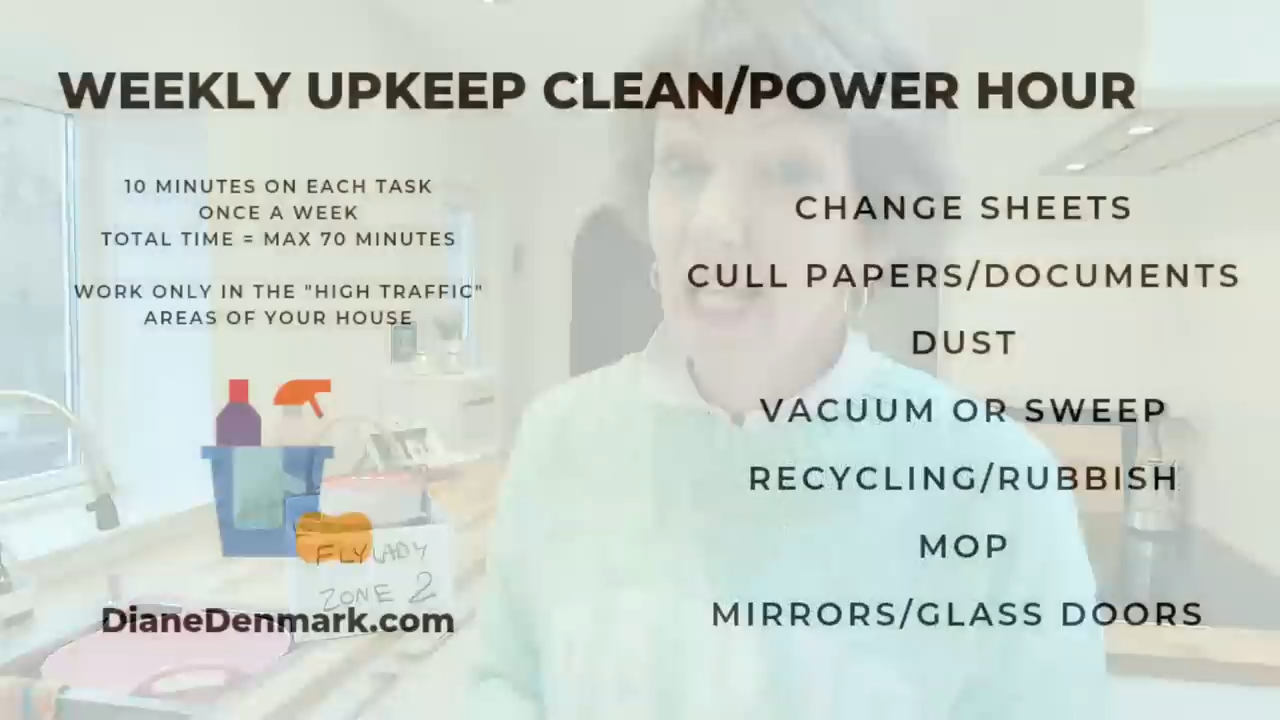 WEEKLY UPKEEP CLEAN/POWER HOUR
10 MINUTES ON EACH TASK
ONCE A WEEK
TOTAL TIME = MAX 70 MINUTES
WORK ONLY IN THE "HIGH TRAFFIC"
AREAS OF YOUR HOUSE
FLYLADY
ZONE 2
DianeDenmark.com
CHANGE SHEETS
CULL PAPERS/DOCUMENTS
DUST
VACUUM OR SWEEP
RECYCLING/RUBBISH
MOP
MIRRORS/GLASS DOORS